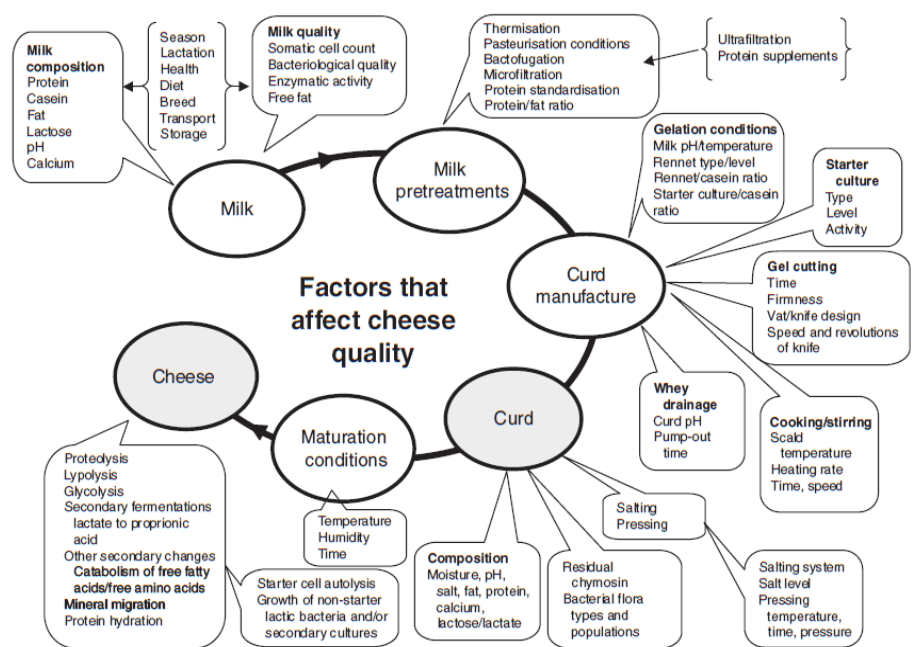 Milk
composition
Protein
Casein
Fat
Lactose
pH
Calcium
Season
Lactation
Health
Diet
Breed
Transport
Storage
Milk quality
Somatic cell count
Bacteriological quality
Enzymatic activity
Free fat
Thermisation
Pasteurisation conditions
Bactofugation
Microfiltration
Protein standardisation
Protein/fat ratio
Ultrafiltration
Protein supplements
Milk
Milk
pretreatments
Gelation conditions
Milk pH/temperature
Rennet type/level
Rennet/casein ratio
Starter culture/casein
ratio
Starter
culture
Type
Level
Activity
Curd
manufacture
Gel cutting
Time
Firmness
Vat/knife design
Speed and revolutions
of knife
Factors that
affect cheese
quality
Whey
drainage
Curd pH
Pump-out
time
Cooking/stirring
Scald
temperature
Heating rate
Time, speed
Cheese
Maturation
conditions
Curd
Proteolysis
Lypolysis
Glycolysis
Secondary fermentations
lactate to proprionic
acid
Other secondary changes
Catabolism of free fatty
acids/free amino acids
Mineral migration
Protein hydration
Temperature
Humidity
Time
Starter cell autolysis
Growth of non-starter
lactic bacteria and/or
secondary cultures
Composition
Moisture, pH,
salt, fat, protein,
calcium,
lactose/lactate
Residual
chymosin
Bacterial flora
types and
populations
Salting
Pressing
Salting system
Salt level
Pressing
temperature,
time, pressure